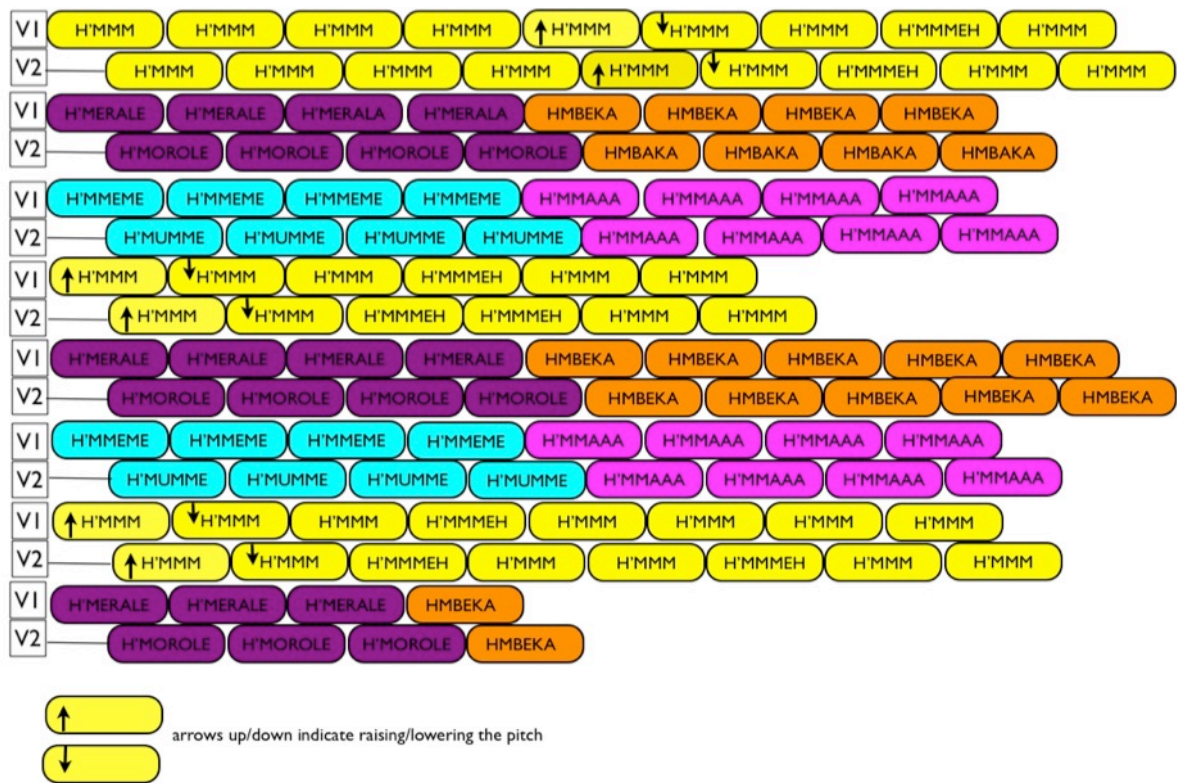 V1 H'MMM H'MMM H'MMM H'MMM H'MMM H'MMM H'MMM H'MMMEH H'MMM
V2 H'MMM H'MMM H'MMM H'MMM H'MMM H'MMM H'MMMEH H'MMM H'MMM
V1 H'MERALE H'MERALE H'MERALA H'MERALA HMBEKA HMBEKA HMBEKA HMBEKA
V2 H'MOROLE H'MOROLE H'MOROLE H'MOROLE HMBAKA HMBAKA HMBAKA HMBAKA
V1 H'MMEME H'MMEME H'MMEME H'MMEME H'MMAAA H'MMAAA H'MMAAA H'MMAAA
V2 H'MUMME H'MUMME H'MUMME H'MUMME H'MMAAA H'MMAAA H'MMAAA H'MMAAA
V1 H'MMM H'MMM H'MMM H'MMMEH H'MMM H'MMM
V2 H'MMM H'MMM H'MMMEH H'MMMEH H'MMM H'MMM
V1 H'MERALE H'MERALE H'MERALE H'MERALE HMBEKA HMBEKA HMBEKA HMBEKA HMBEKA
V2 H'MOROLE H'MOROLE H'MOROLE H'MOROLE HMBEKA HMBEKA HMBEKA HMBEKA HMBEKA
V1 H'MMEME H'MMEME H'MMEME H'MMEME H'MMAAA H'MMAAA H'MMAAA H'MMAAA
V2 H'MUMME H'MUMME H'MUMME H'MUMME H'MMAAA H'MMAAA H'MMAAA H'MMAAA
V1 H'MMM H'MMM H'MMM H'MMMEH H'MMM H'MMM H'MMM H'MMM
V2 H'MMM H'MMM H'MMMEH H'MMM H'MMM H'MMMEH H'MMM H'MMM
V1 H'MERALE H'MERALE H'MERALE HMBEKA
V2 H'MOROLE H'MOROLE H'MOROLE HMBEKA
arrows up/down indicate raising/lowering the pitch